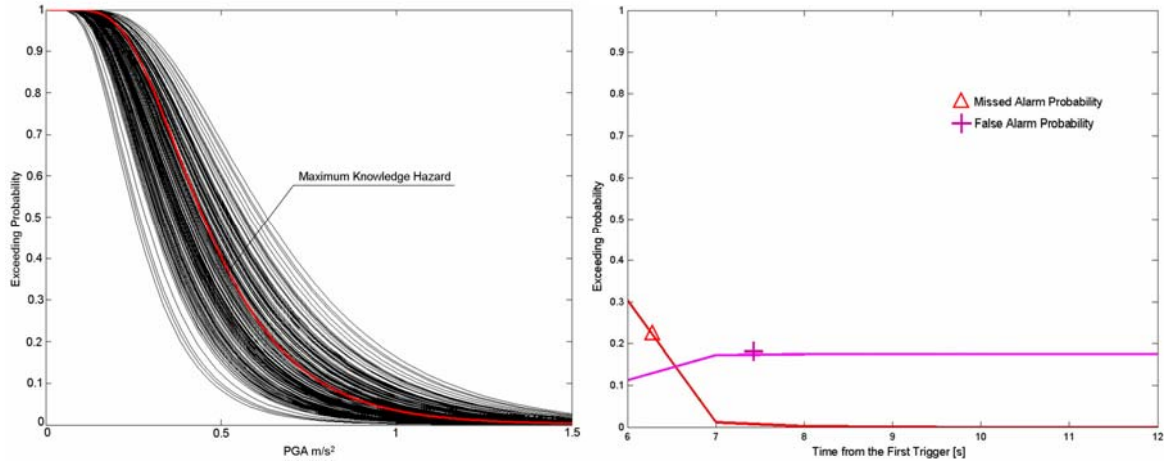 1
0.9
0.8
0.7
0.6
0.5
0.4
0.3
0.2
0.1
0
Exceeding Probability
Maximum Knowledge Hazard
0 0.5 1 1.5
PGA m/s²
1
0.9
0.8
0.7
0.6
0.5
0.4
0.3
0.2
0.1
0
Exceeding Probability
Missed Alarm Probability
False Alarm Probability
6 7 8 9 10 11 12
Time from the First Trigger [s]